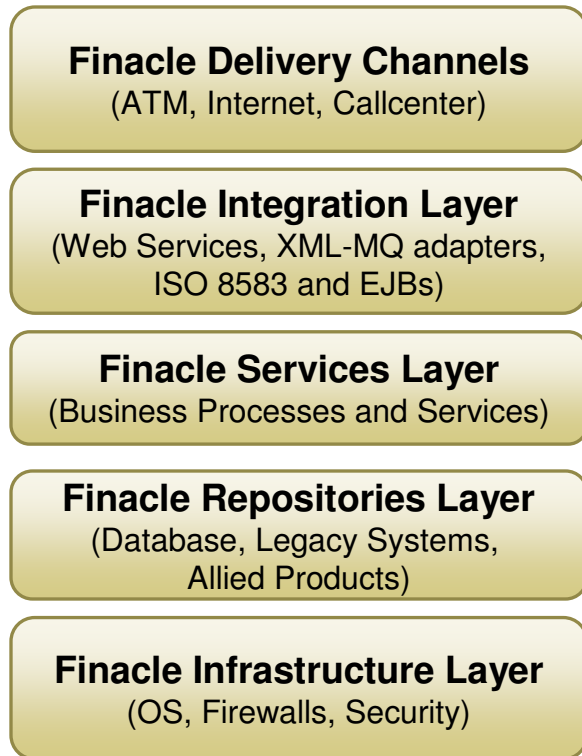 Finacle Delivery Channels
(ATM, Internet, Callcenter)
Finacle Integration Layer
(Web Services, XML-MQ adapters,
ISO 8583 and EJBs)
Finacle Services Layer
(Business Processes and Services)
Finacle Repositories Layer
(Database, Legacy Systems,
Allied Products)
Finacle Infrastructure Layer
(OS, Firewalls, Security)